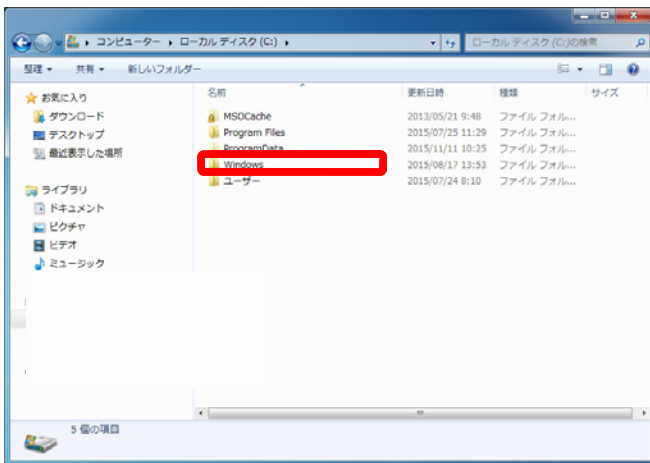 コンピューター ▸ ローカル ディスク (C:) ▸
ローカル ディスク (C:)の検索
整理 ▼ 共有 ▼ 新しいフォルダー
お気に入り
ダウンロード
デスクトップ
最近表示した場所
ライブラリ
ドキュメント
ピクチャ
ビデオ
ミュージック
名前 更新日時 種類 サイズ
MSOCache 2013/05/21 9:48 ファイル フォル...
Program Files 2015/07/25 11:29 ファイル フォル...
ProgramData 2015/11/11 10:25 ファイル フォル...
Windows 2015/08/17 13:53 ファイル フォル...
ユーザー 2015/07/24 8:10 ファイル フォル...
5 個の項目